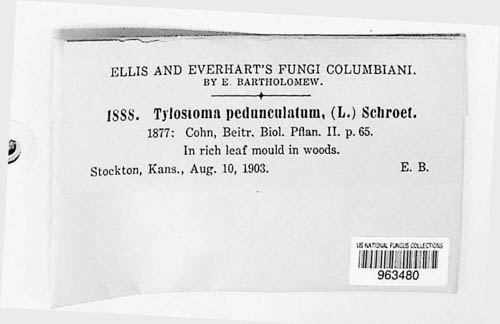 ELLIS AND EVERHART'S FUNGI COLUMBIANI.
BY E. BARTHOLOMEW.
1888. Tylostoma pedunculatum, (L.) Schroet.
1877: Cohn, Beitr. Biol. Pflan. II. p. 65.
In rich leaf mould in woods.
Stockton, Kans., Aug. 10, 1903. E. B.
US NATIONAL FUNGUS COLLECTIONS
963480